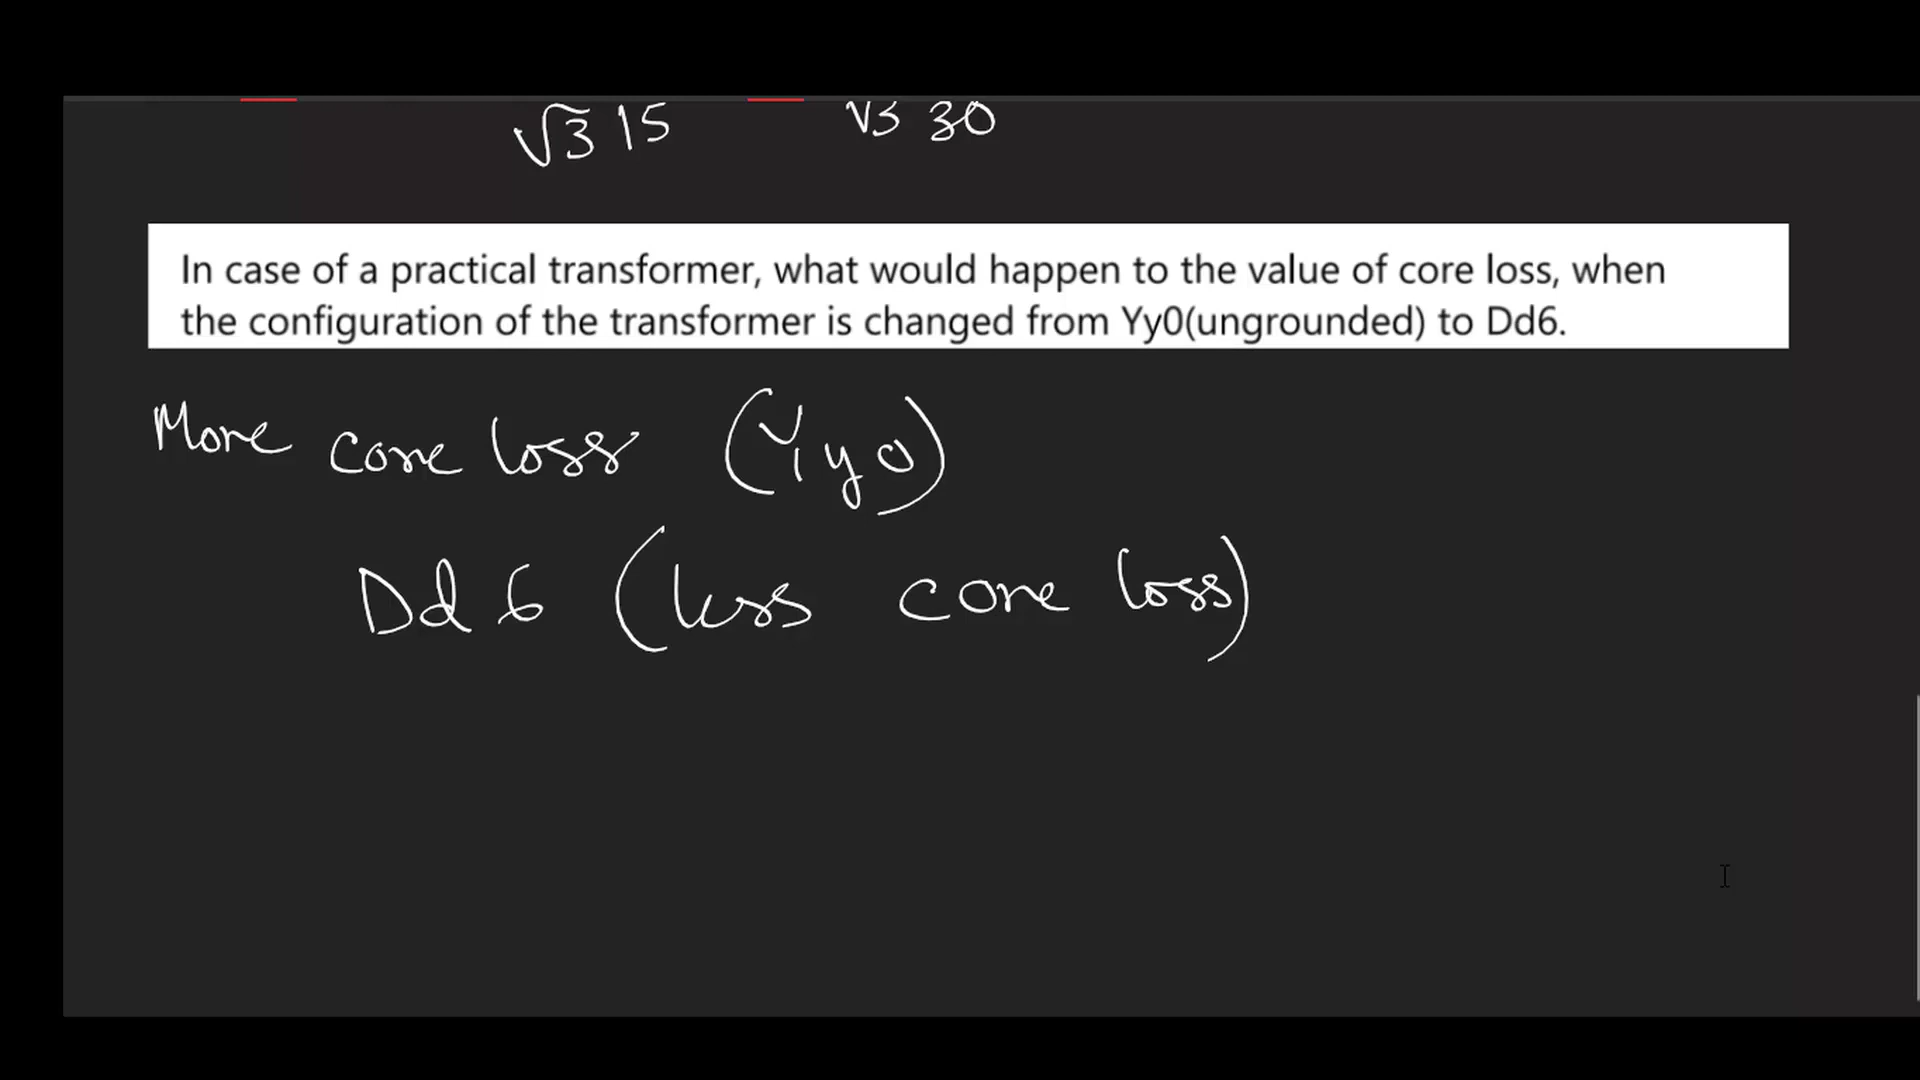 √3 15 √3 30
In case of a practical transformer, what would happen to the value of core loss, when
the configuration of the transformer is changed from Yy0(ungrounded) to Dd6.
More core loss (Yy0)
Dd6 (less core loss)